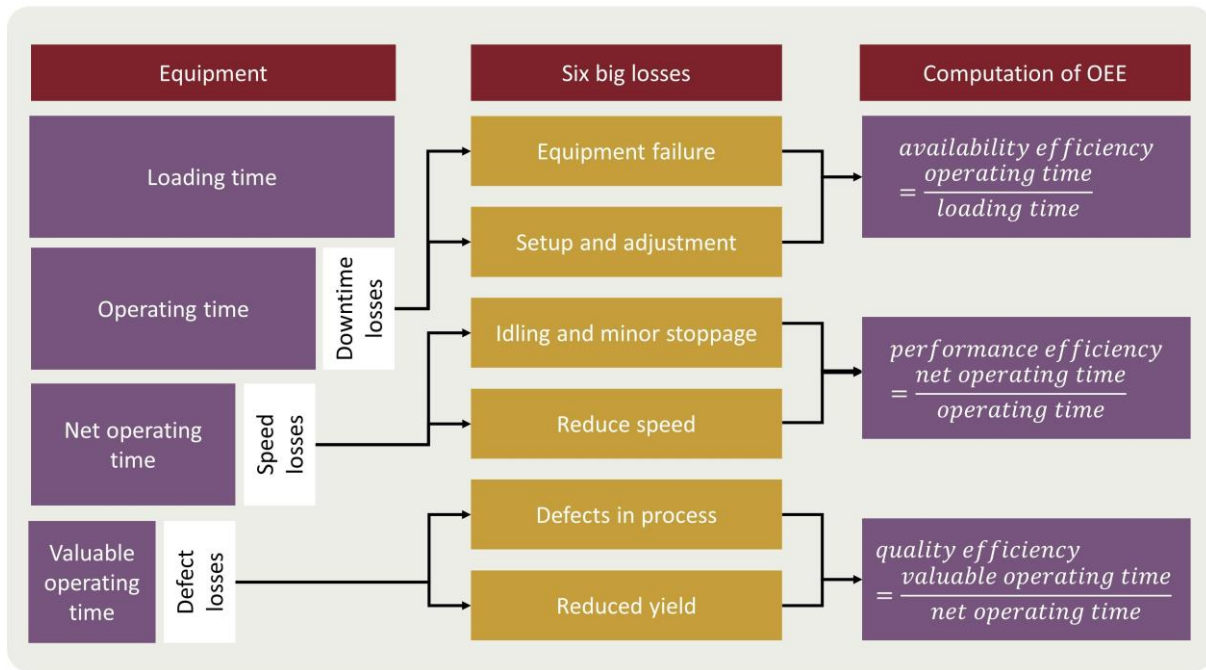 Equipment
Six big losses
Computation of OEE
Loading time
Operating time
Downtime
losses
Net operating
time
Speed
losses
Valuable
operating
time
Defect
losses
Equipment failure
Setup and adjustment
Idling and minor stoppage
Reduce speed
Defects in process
Reduced yield
availability efficiency
= operating time
loading time
performance efficiency
= net operating time
operating time
quality efficiency
= valuable operating time
net operating time